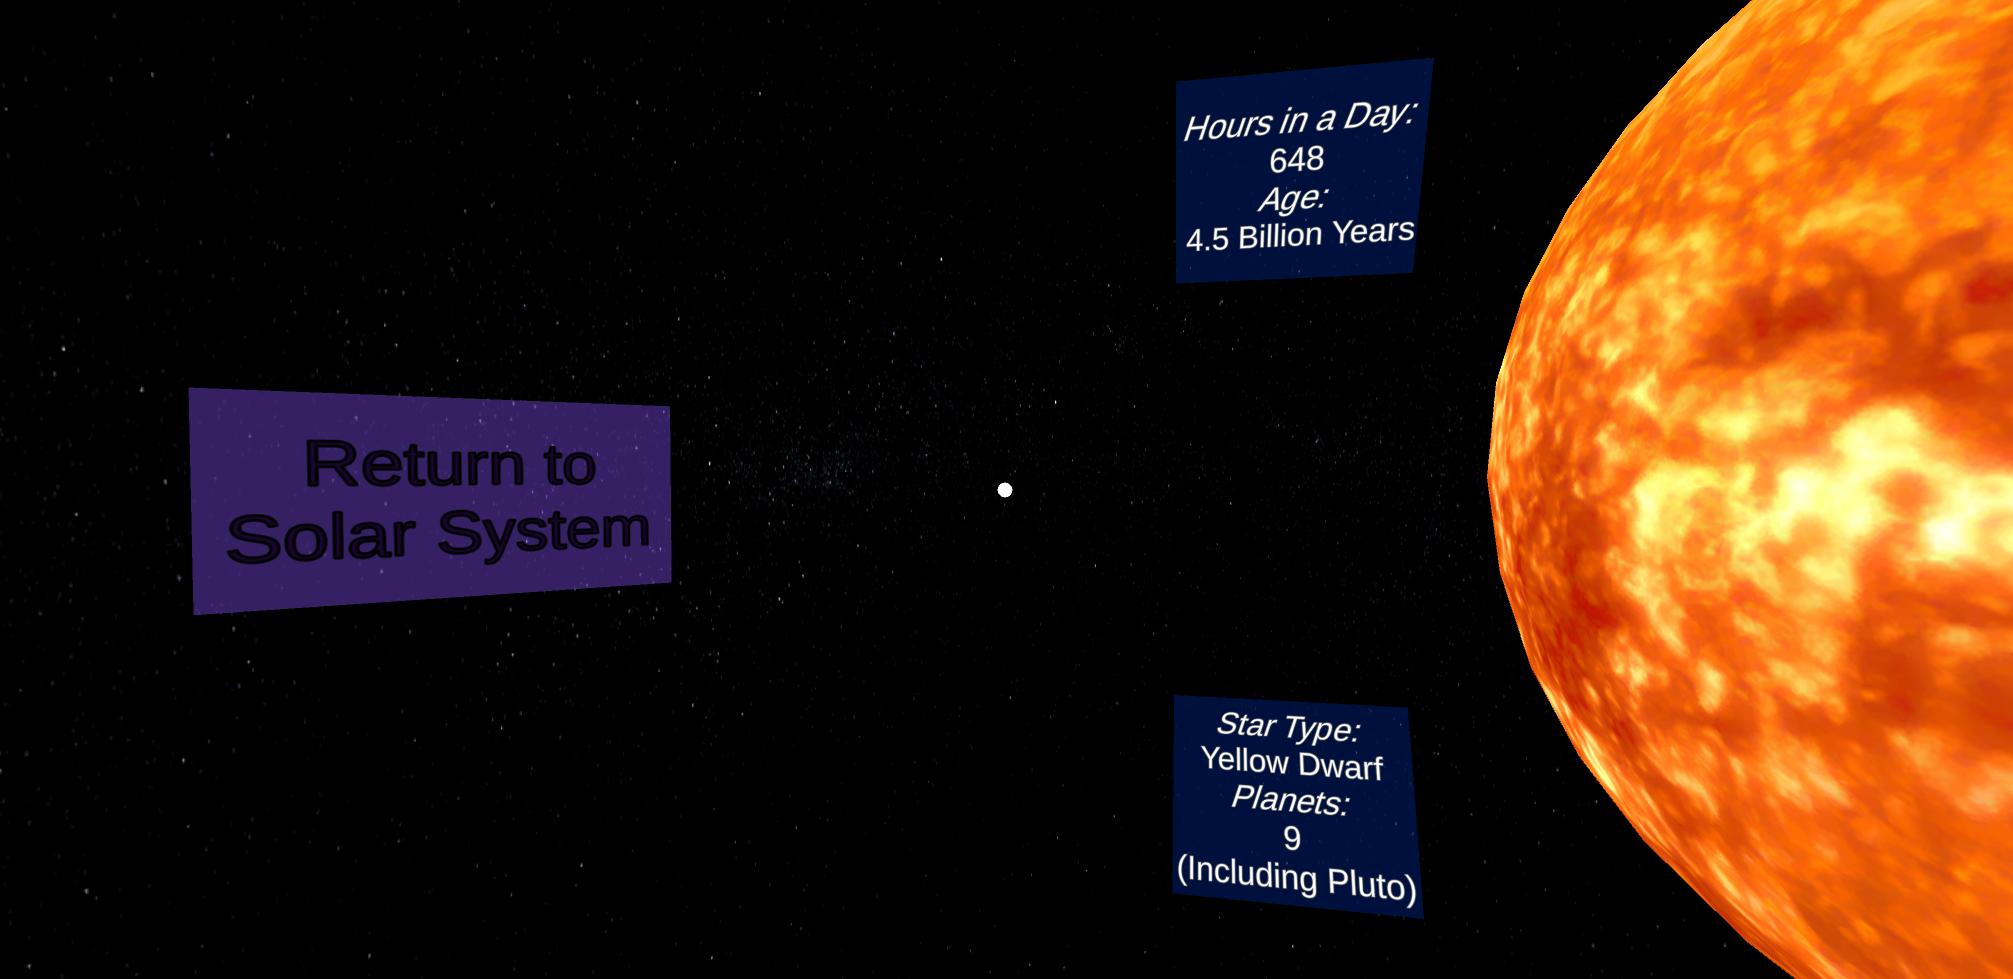 Return to
Solar System
Hours in a Day:
648
Age:
4.5 Billion Years
Star Type:
Yellow Dwarf
Planets:
9
(Including Pluto)